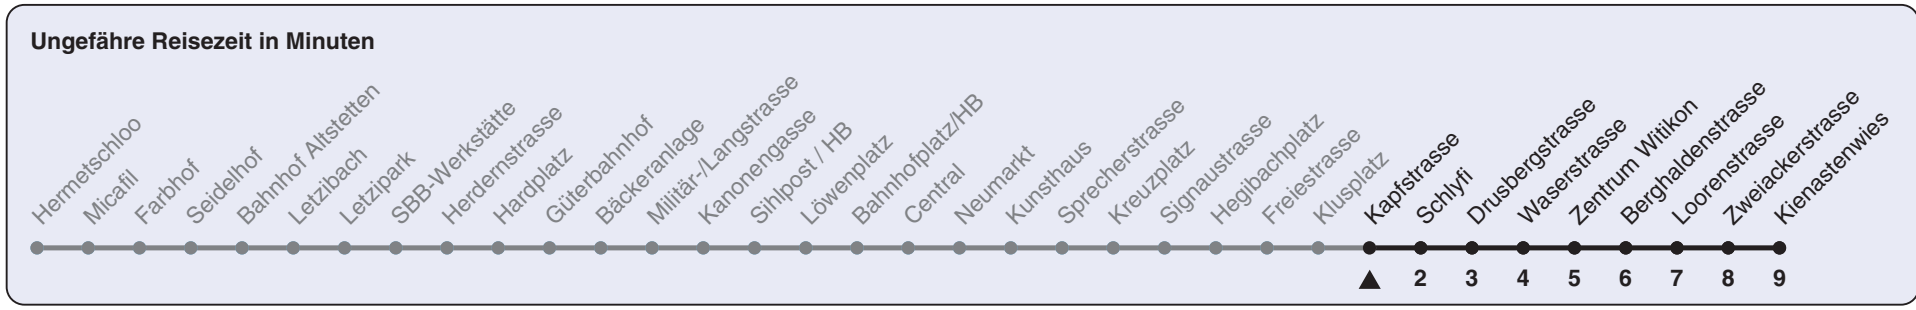 Ungefähre Reisezeit in Minuten
Hermetschloo
Micafil
Farbhof
Seidelhof
Bahnhof Altstetten
Letzibach
Letzipark
SBB-Werkstätte
Herdernstrasse
Hardplatz
Güterbahnhof
Bäckeranlage
Militär-/Langstrasse
Kanonengasse
Sihlpost / HB
Löwenplatz
Bahnhofplatz/HB
Central
Neumarkt
Kunsthaus
Sprecherstrasse
Kreuzplatz
Signaustrasse
Hegibachplatz
Freiestrasse
Klusplatz
Kapfstrasse
Schlyfi
Drusbergstrasse
Waserstrasse
Zentrum Witikon
Berghaldenstrasse
Loorenstrasse
Zweiackerstrasse
Kienastenwies
2 3 4 5 6 7 8 9